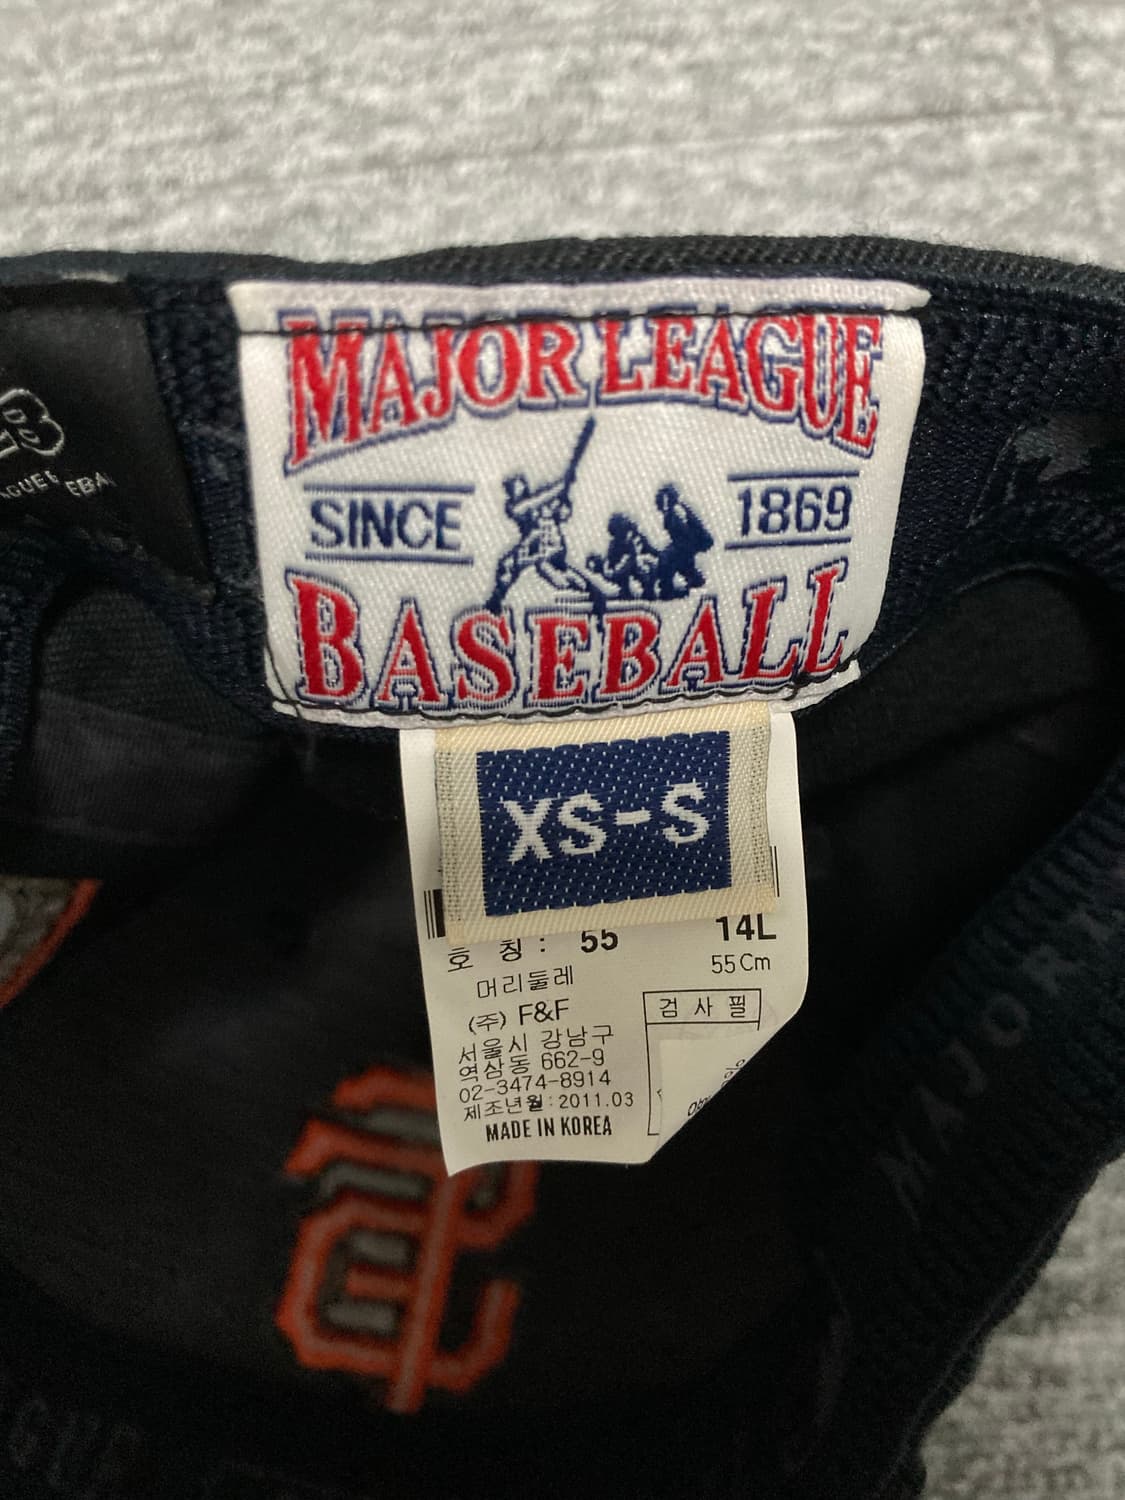 MAJOR LEAGUE
SINCE 1869
BASEBALL
XS-S
호 칭 : 55 14L
머리둘레 55Cm
(주) F&F
서울시 강남구
역삼동 662-9
02-3474-8914
제조년월:2011.03
MADE IN KOREA
검 사 필
MAJOR